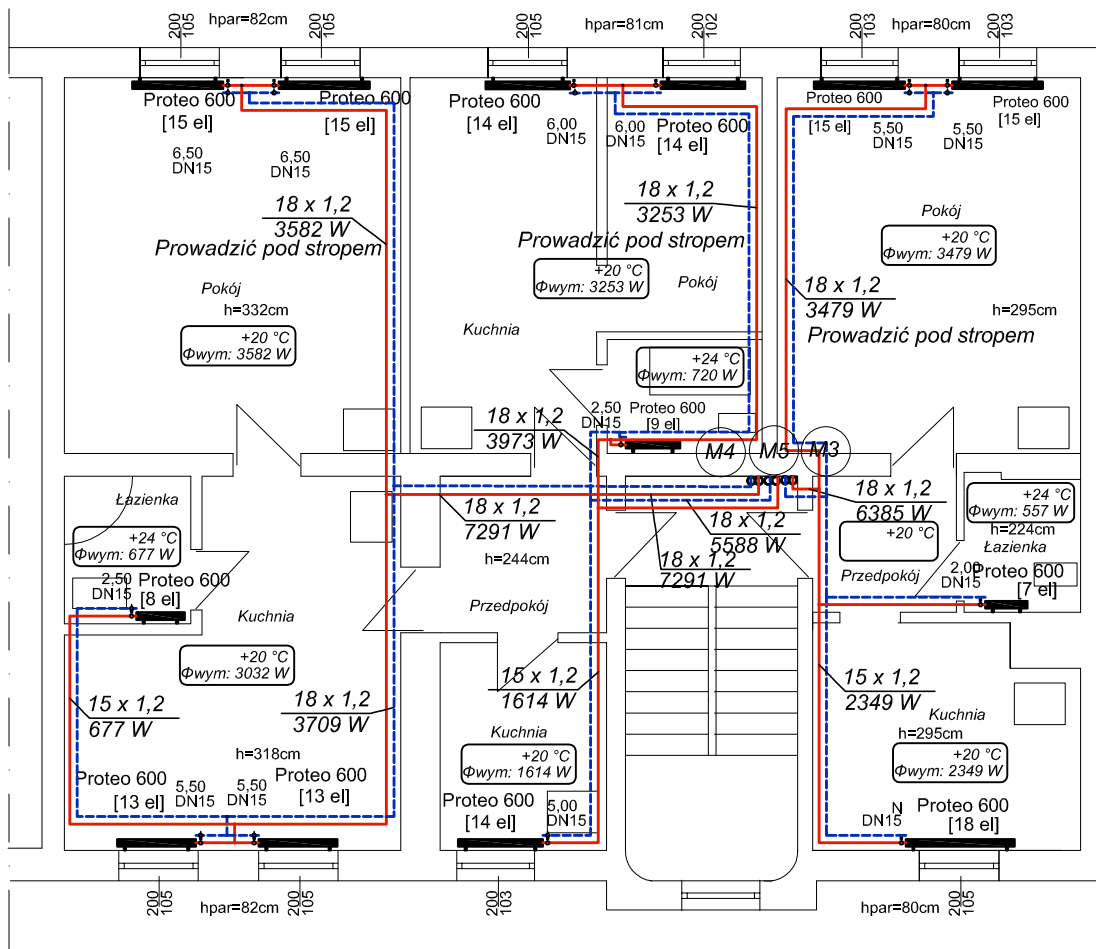 hpar=82cm
200
105
200
105
hpar=81cm
200
102
hpar=80cm
200
103
200
203
Proteo 600
[15 el]
Proteo 600
[15 el]
6,50
DN15
6,50
DN15
Proteo 600
[14 el]
6,00
DN15
6,00
DN15
Proteo 600
[14 el]
Proteo 600
[15 el]
5,50
DN15
5,50
DN15
Proteo 600
[15 el]
18 x 1,2
3582 W
Prowadzić pod stropem
18 x 1,2
3253 W
Prowadzić pod stropem
Pokój
+20 °C
Φwym: 3479 W
18 x 1,2
3479 W
h=295cm
Prowadzić pod stropem
Pokój
h=332cm
+20 °C
Φwym: 3582 W
+20 °C
Φwym: 3253 W
Pokój
Kuchnia
+24 °C
Φwym: 720 W
18 x 1,2
3973 W
2,50
DN15
Proteo 600
[9 el]
M4
M5
M3
Łazienka
+24 °C
Φwym: 677 W
18 x 1,2
7291 W
18 x 1,2
5588 W
18 x 1,2
7291 W
18 x 1,2
6385 W
+20 °C
+24 °C
Φwym: 557 W
h=224cm
Łazienka
h=244cm
2,50
DN15
Proteo 600
[8 el]
Kuchnia
Przedpokój
Przedpokój
2,00
DN15
Proteo 600
[7 el]
+20 °C
Φwym: 3032 W
15 x 1,2
677 W
18 x 1,2
3709 W
15 x 1,2
1614 W
15 x 1,2
2349 W
h=318cm
Kuchnia
+20 °C
Φwym: 1614 W
Kuchnia
h=295cm
+20 °C
Φwym: 2349 W
Proteo 600
[13 el]
5,50
DN15
5,50
DN15
Proteo 600
[13 el]
Proteo 600
[14 el]
5,00
DN15
N
DN15
Proteo 600
[18 el]
200
105
hpar=82cm
200
105
200
103
hpar=80cm
200
105